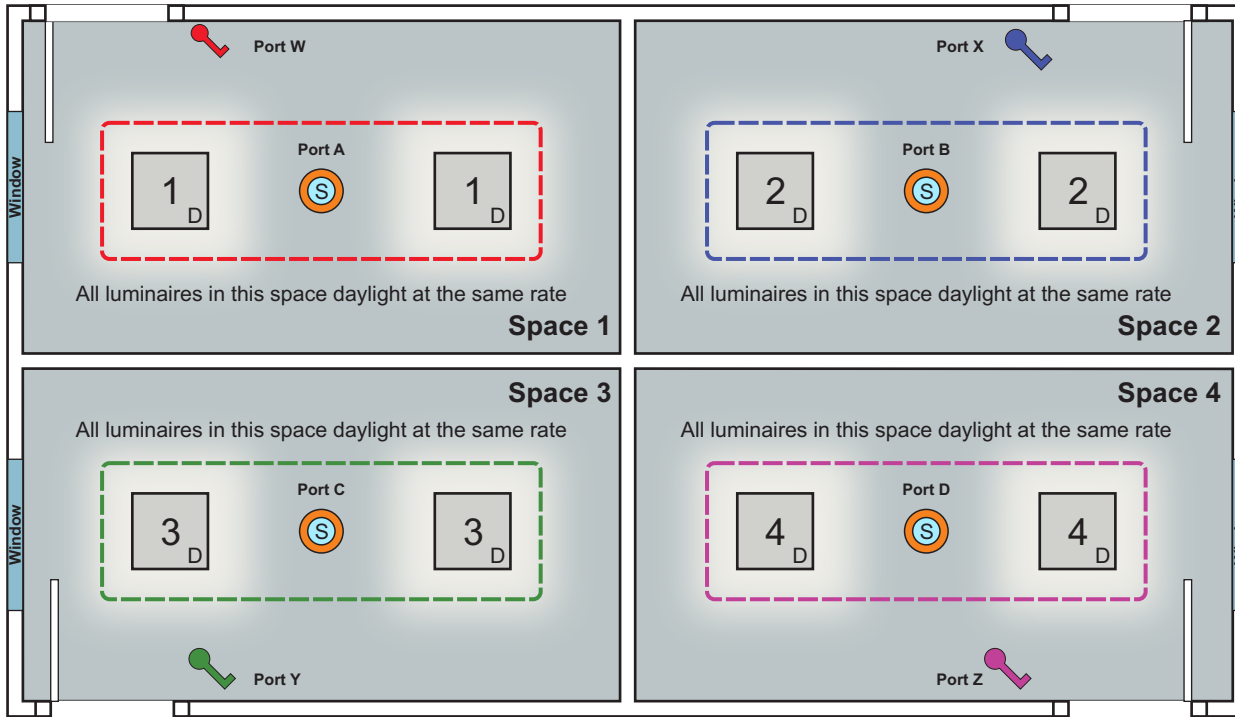 Port W
Port X
Window
Port A
1 D
S
1 D
Port B
2 D
S
2 D
All luminaires in this space daylight at the same rate
All luminaires in this space daylight at the same rate
Space 1
Space 2
Space 3
Space 4
All luminaires in this space daylight at the same rate
All luminaires in this space daylight at the same rate
Window
Port C
3 D
S
3 D
Port D
4 D
S
4 D
Port Y
Port Z